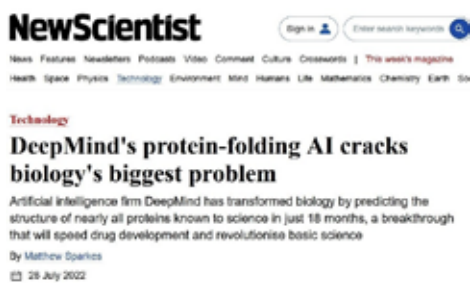 NewScientist
Sign in
Enter search keywords
News Features Newsletters Podcasts Video Comment Culture Crosswords | This week's magazine
Health Space Physics Technology Environment Mind Humans Life Mathematics Chemistry Earth
Technology
DeepMind's protein-folding AI cracks
biology's biggest problem
Artificial intelligence firm DeepMind has transformed biology by predicting the
structure of nearly all proteins known to science in just 18 months, a breakthrough
that will speed drug development and revolutionise basic science
By Matthew Sparkes
28 July 2022